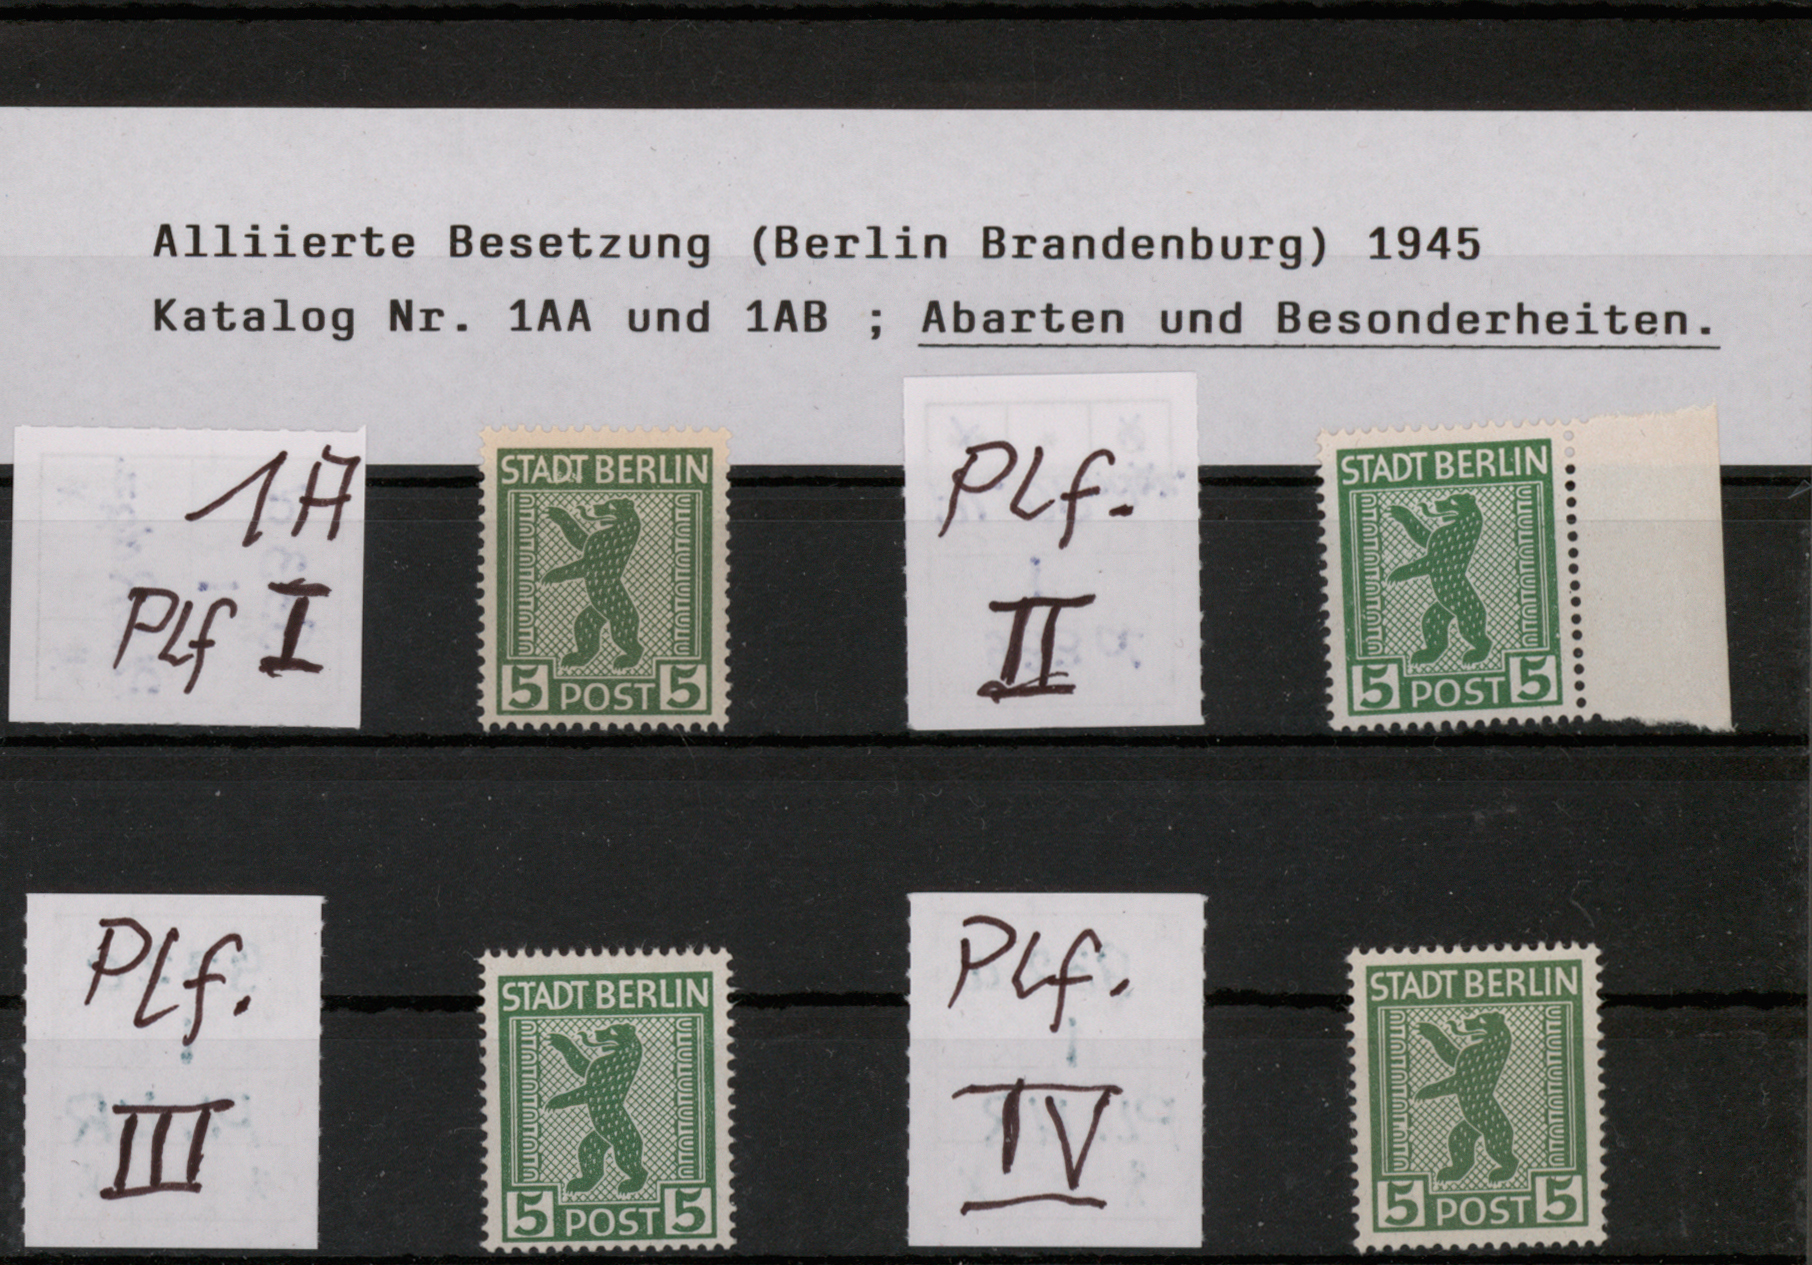 Alliierte Besetzung (Berlin Brandenburg) 1945
Katalog Nr. 1AA und 1AB ; Abarten und Besonderheiten.
1A
PLf I
STADT BERLIN
5 POST 5
PLf.
II
STADT BERLIN
5 POST 5
PLf.
III
STADT BERLIN
5 POST 5
PLf.
IV
STADT BERLIN
5 POST 5